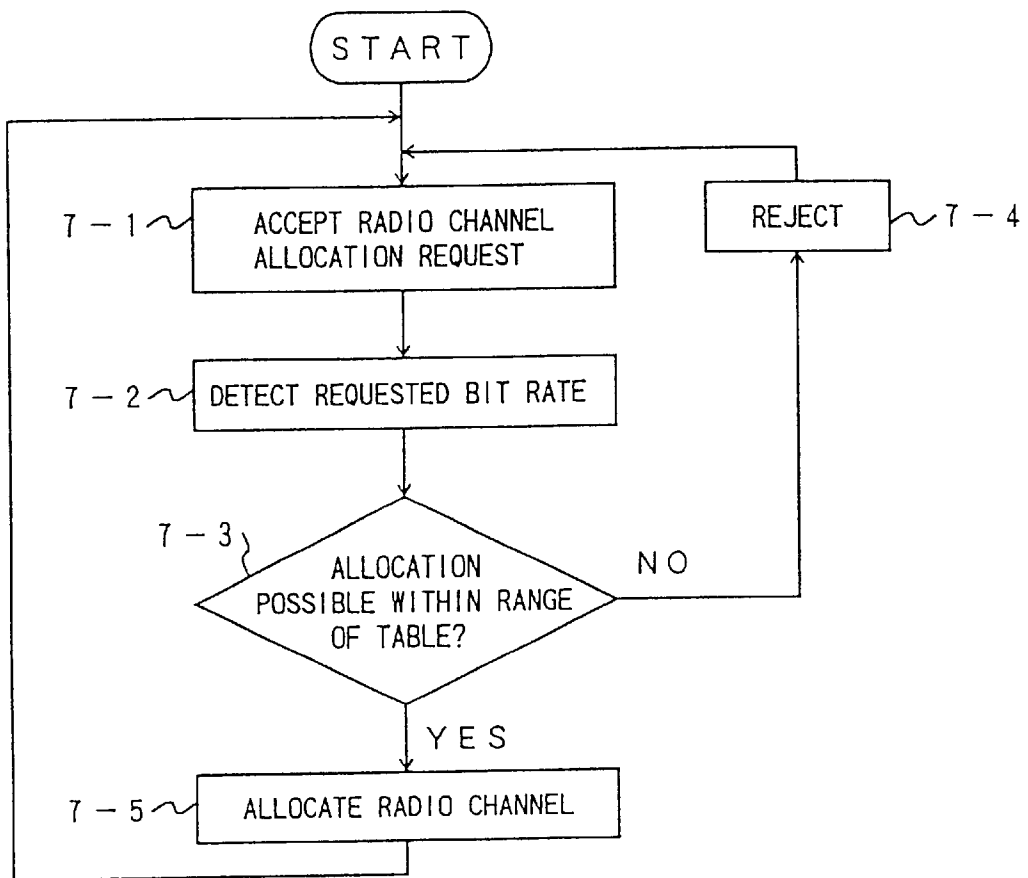 START
7-1
ACCEPT RADIO CHANNEL
ALLOCATION REQUEST
REJECT
7-4
7-2
DETECT REQUESTED BIT RATE
7-3
ALLOCATION
POSSIBLE WITHIN RANGE
OF TABLE?
NO
YES
7-5
ALLOCATE RADIO CHANNEL